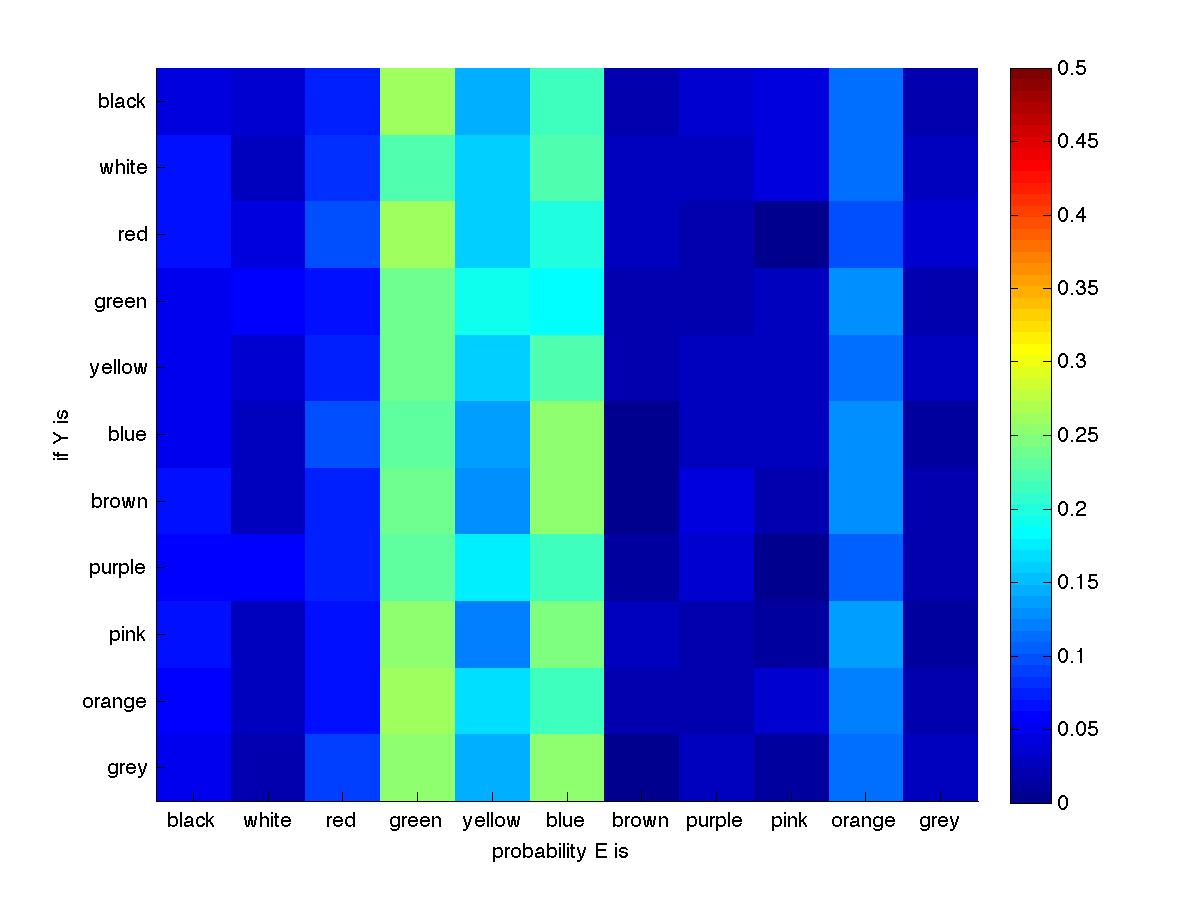 black
white
red
green
yellow
blue
brown
purple
pink
orange
grey
if Y is
black white red green yellow blue brown purple pink orange grey
probability E is
0.5
0.45
0.4
0.35
0.3
0.25
0.2
0.15
0.1
0.05
0